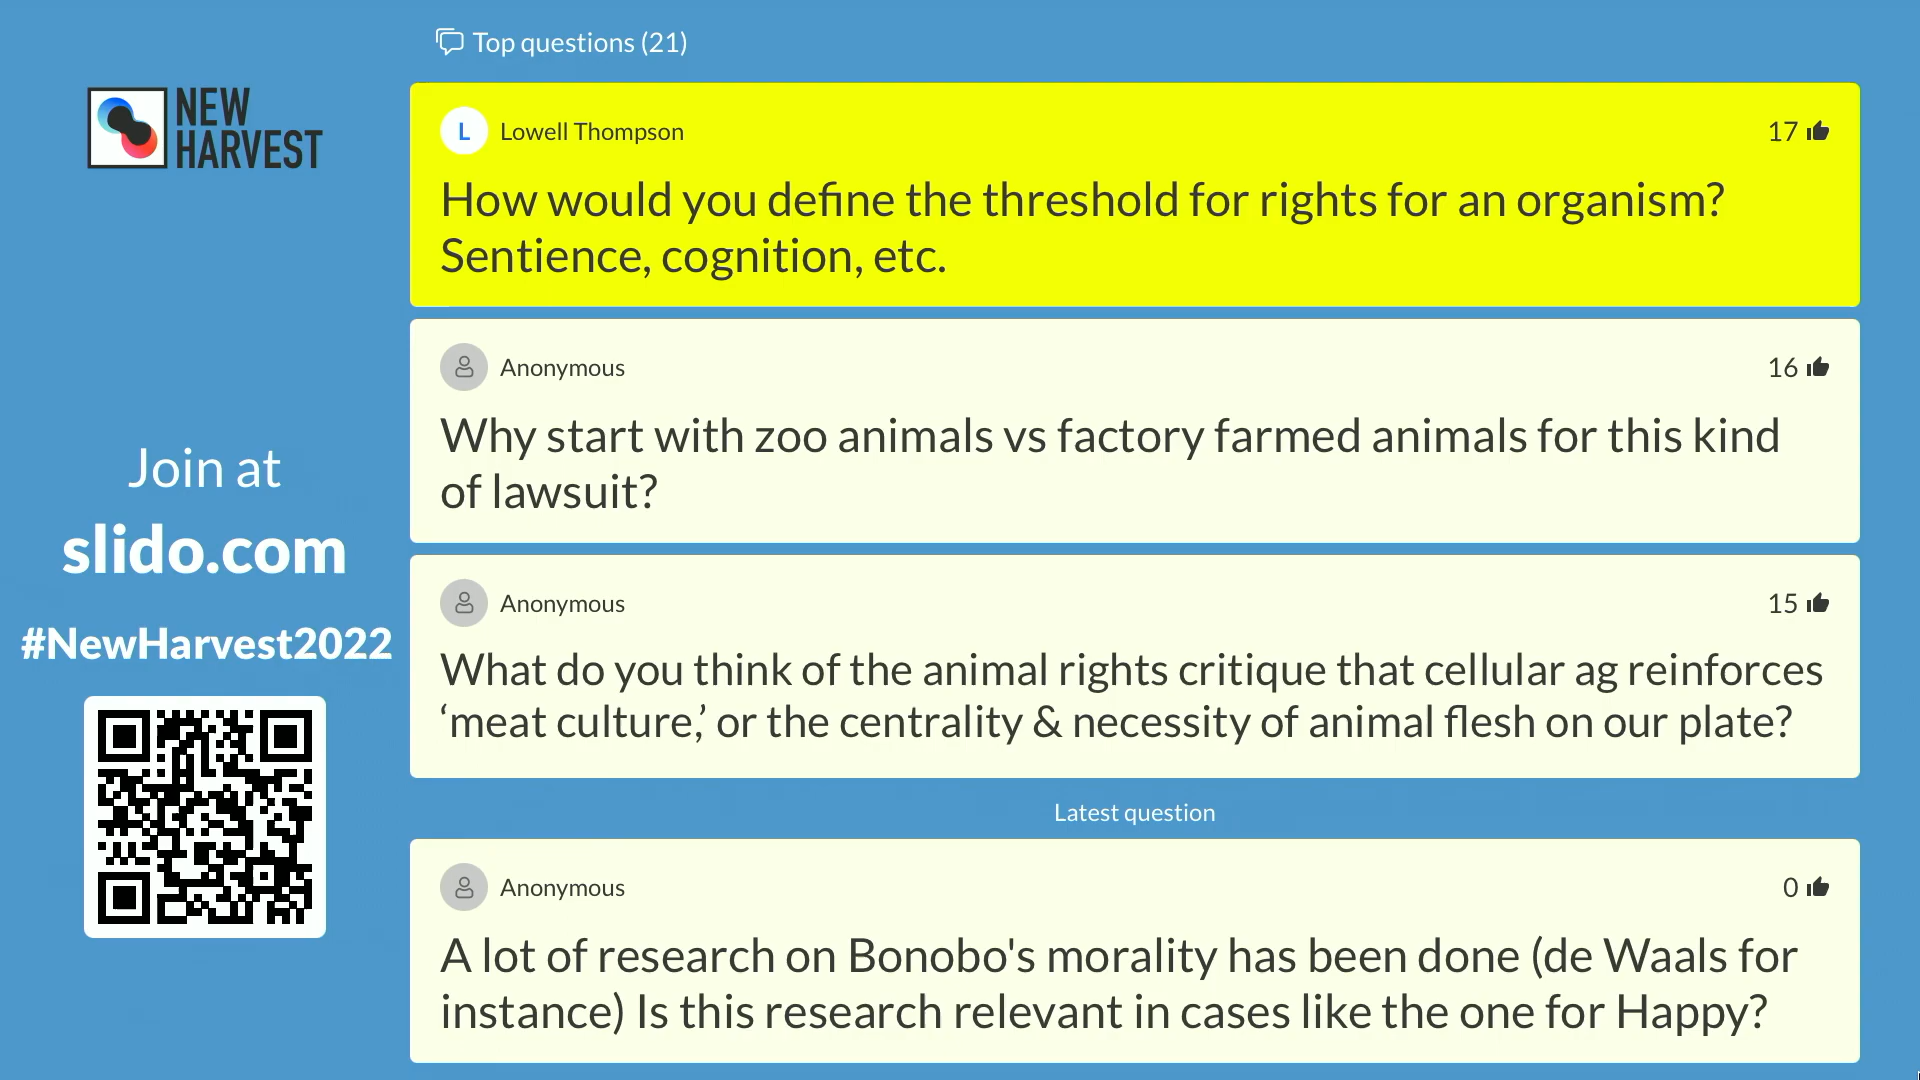 Top questions (21)
NEW
HARVEST
L
Lowell Thompson
17
How would you define the threshold for rights for an organism?
Sentience, cognition, etc.
Anonymous
16
Why start with zoo animals vs factory farmed animals for this kind
of lawsuit?
Join at
slido.com
#NewHarvest2022
Anonymous
15
What do you think of the animal rights critique that cellular ag reinforces
‘meat culture,’ or the centrality & necessity of animal flesh on our plate?
Latest question
Anonymous
0
A lot of research on Bonobo's morality has been done (de Waals for
instance) Is this research relevant in cases like the one for Happy?